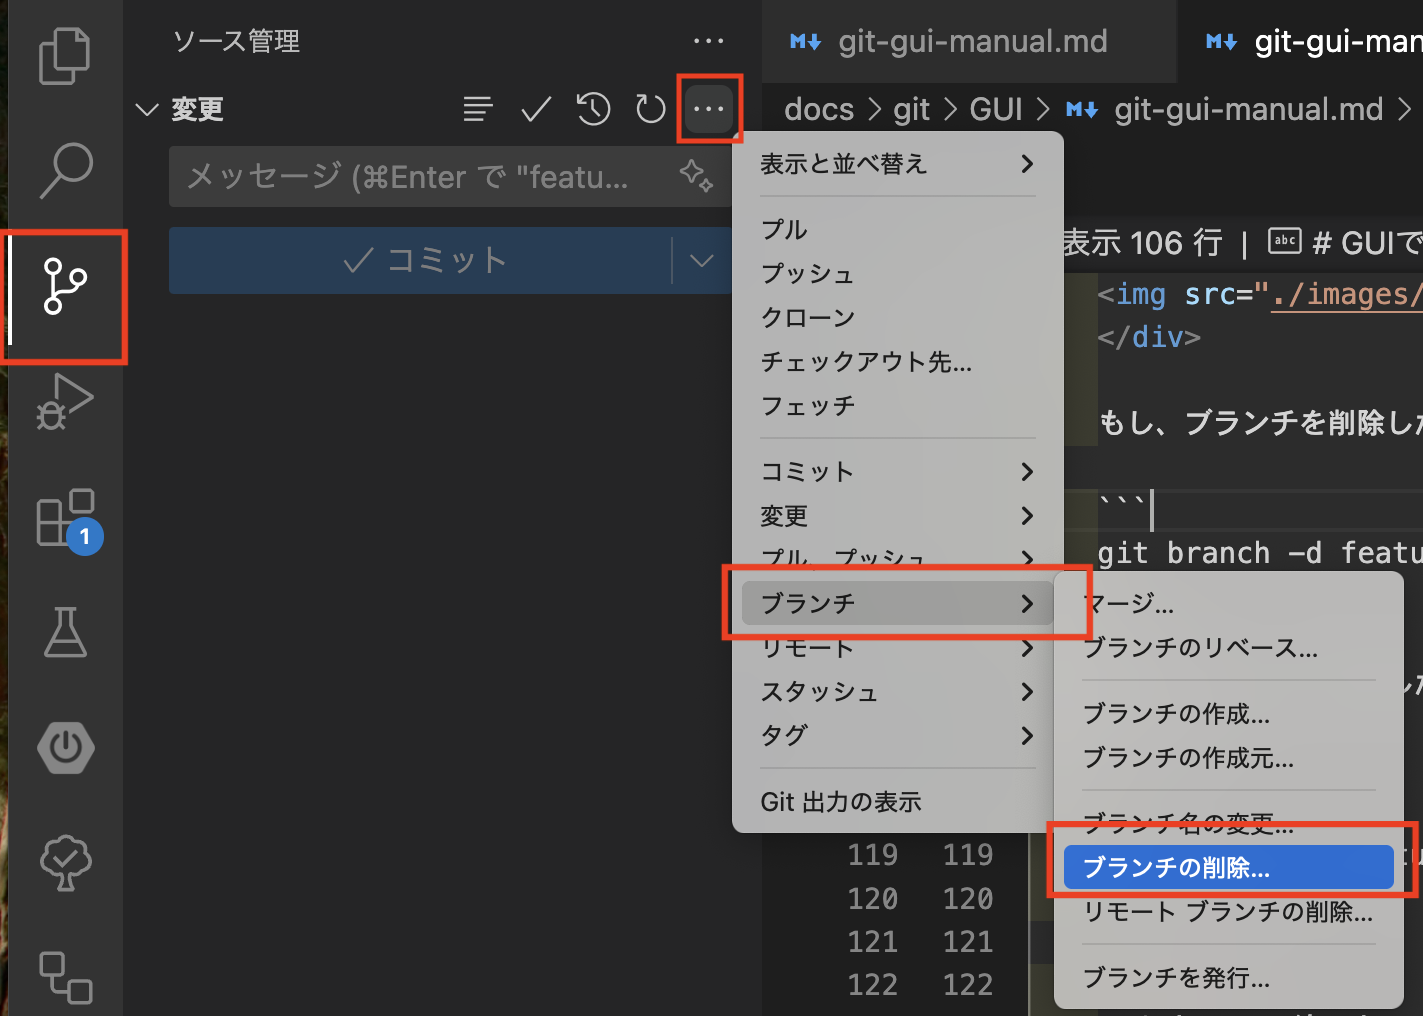 ソース管理
変更
メッセージ (⌘Enter で "featu...
コミット
1
git-gui-manual.md
git-gui-man
docs > git > GUI > git-gui-manual.md >
表示と並べ替え
プル
プッシュ
クローン
チェックアウト先...
フェッチ
コミット
変更
プル、プッシュ
ブランチ
リモート
スタッシュ
タグ
Git 出力の表示
表示 106 行 | abc # GUIで
<img src="./images/
</div>
もし、ブランチを削除した
```
git branch -d featu
マージ...
ブランチのリベース...
ブランチの作成...
ブランチの作成元...
ブランチ名の変更...
ブランチの削除...
リモート ブランチの削除...
ブランチを発行...
119 119
120 120
121 121
122 122